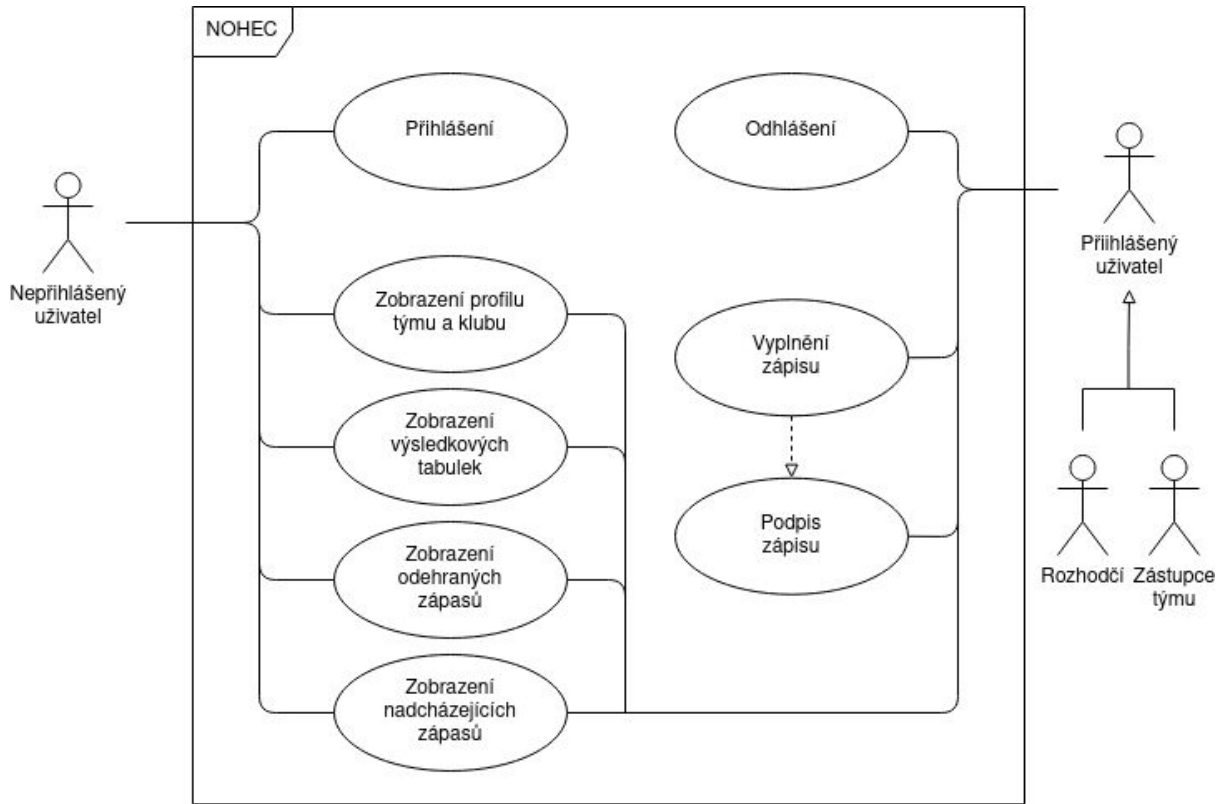 NOHEC
Přihlášení
Odhlášení
Nepřihlášený
uživatel
Přiihlášený
uživatel
Zobrazení profilu
týmu a klubu
Vyplnění
zápisu
Zobrazení
výsledkových
tabulek
Podpis
zápisu
Rozhodčí
Zástupce
týmu
Zobrazení
odehraných
zápasů
Zobrazení
nadcházejících
zápasů